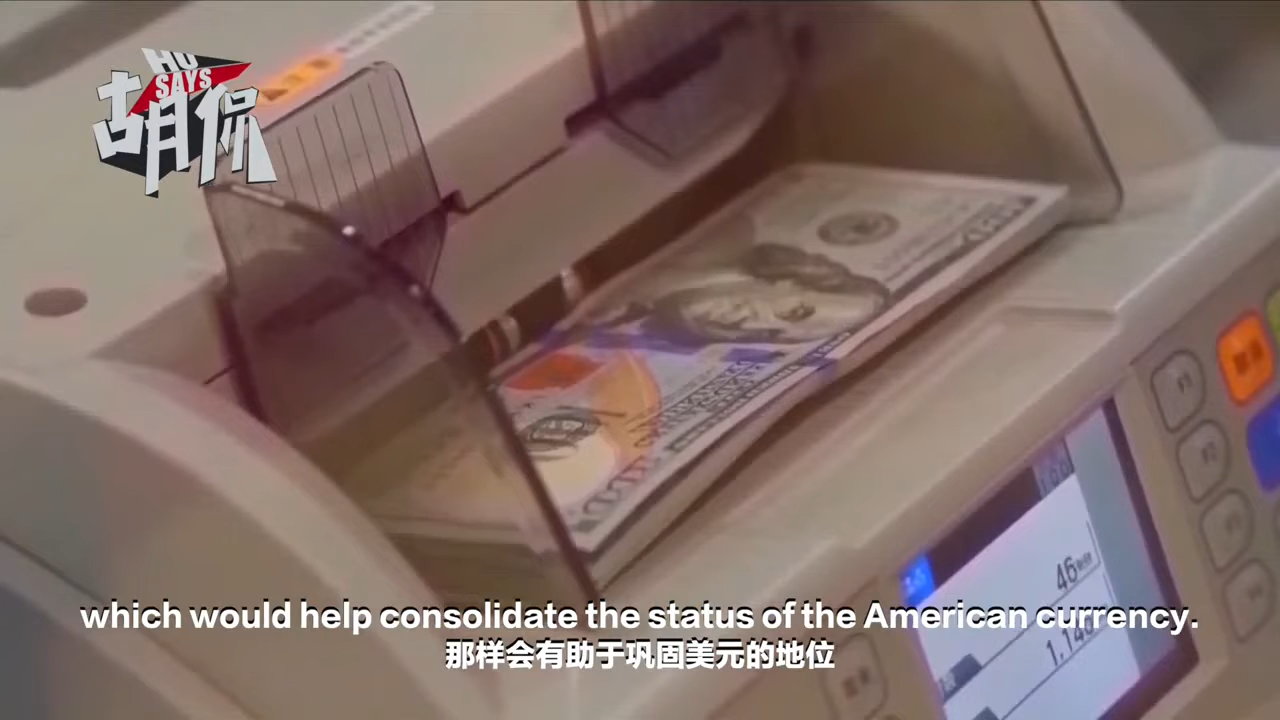 HU
SAYS
胡侃
46
which would help consolidate the status of the American currency.
那样会有助于巩固美元的地位